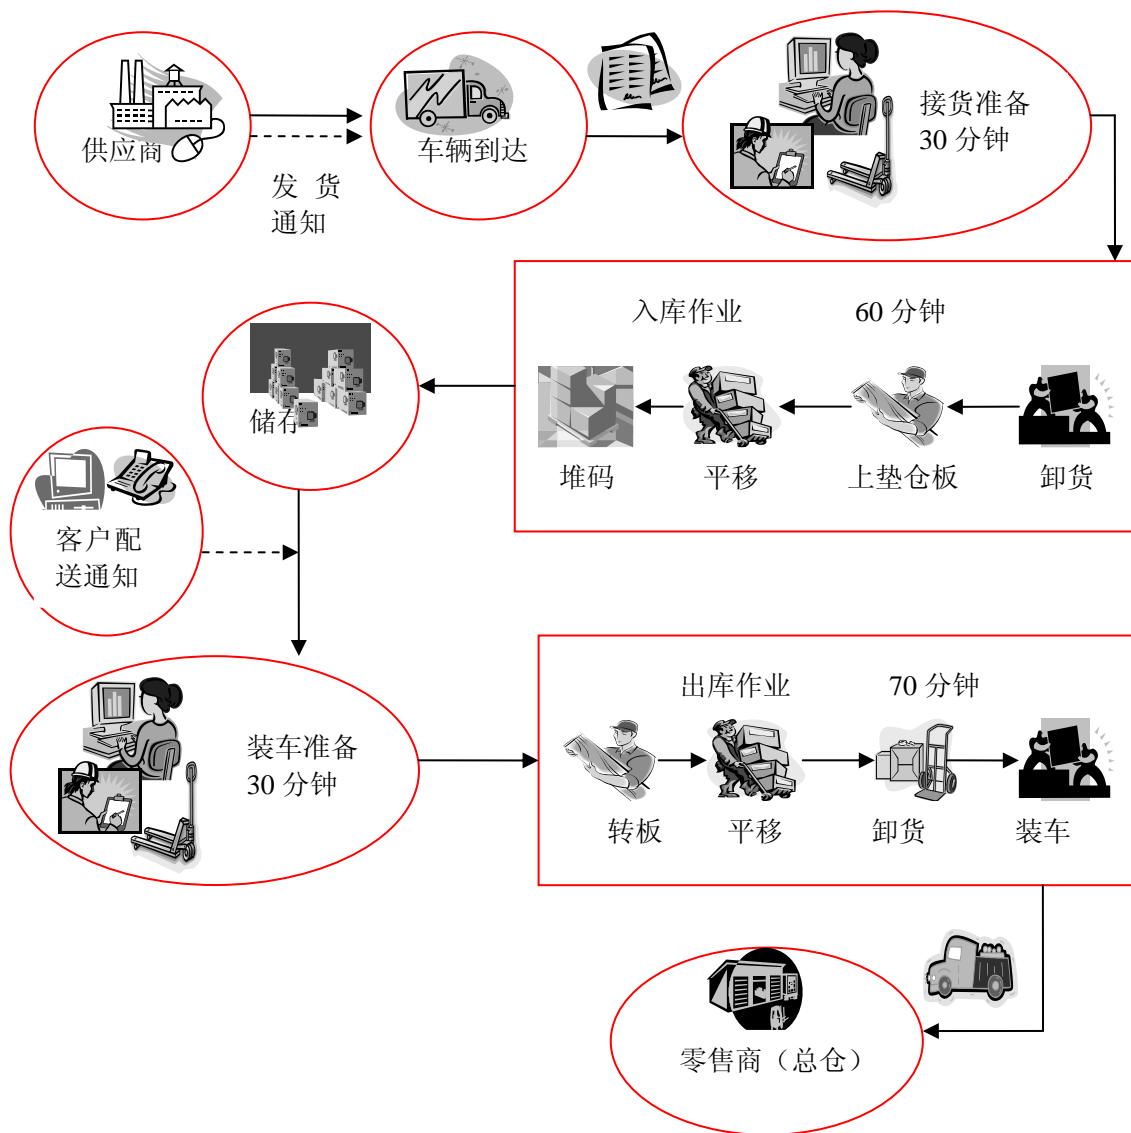 供应商
发 货
通知
车辆到达
接货准备
30 分钟
入库作业 60 分钟
堆码 平移 上垫仓板 卸货
储存
客户配
送通知
装车准备
30 分钟
出库作业 70 分钟
转板 平移 卸货 装车
零售商（总仓）